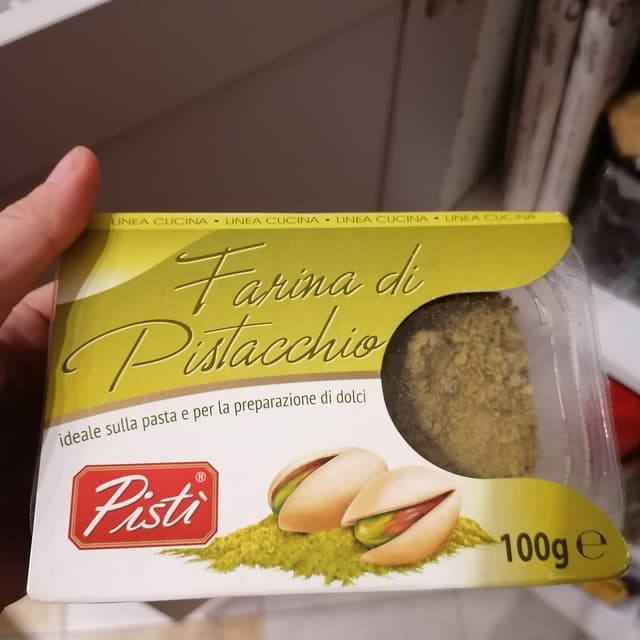 LINEA CUCINA • LINEA CUCINA • LINEA CUCINA • LINEA CUCINA
Farina di
Pistacchio
ideale sulla pasta e per la preparazione di dolci
Pistì®
100g ℮